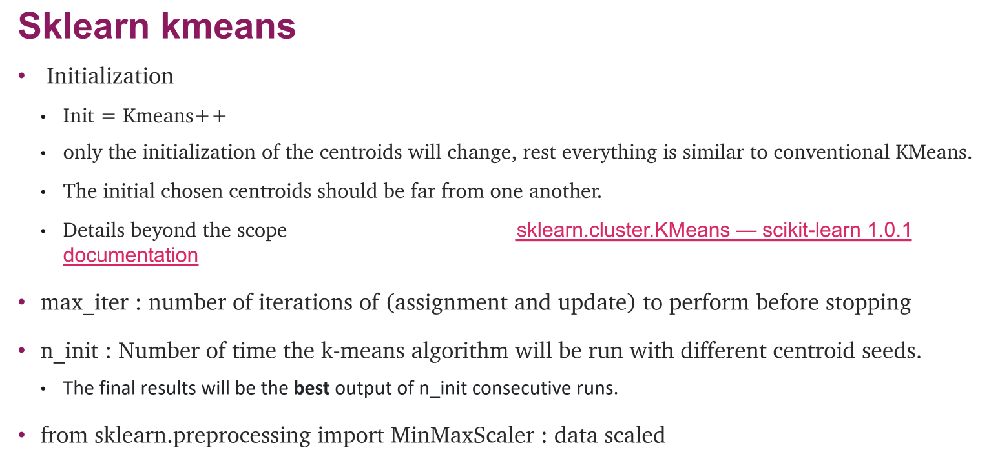 Sklearn kmeans
• Initialization
• Init = Kmeans++
• only the initialization of the centroids will change, rest everything is similar to conventional KMeans.
• The initial chosen centroids should be far from one another.
• Details beyond the scope sklearn.cluster.KMeans — scikit-learn 1.0.1
documentation
• max_iter : number of iterations of (assignment and update) to perform before stopping
• n_init : Number of time the k-means algorithm will be run with different centroid seeds.
• The final results will be the best output of n_init consecutive runs.
• from sklearn.preprocessing import MinMaxScaler : data scaled